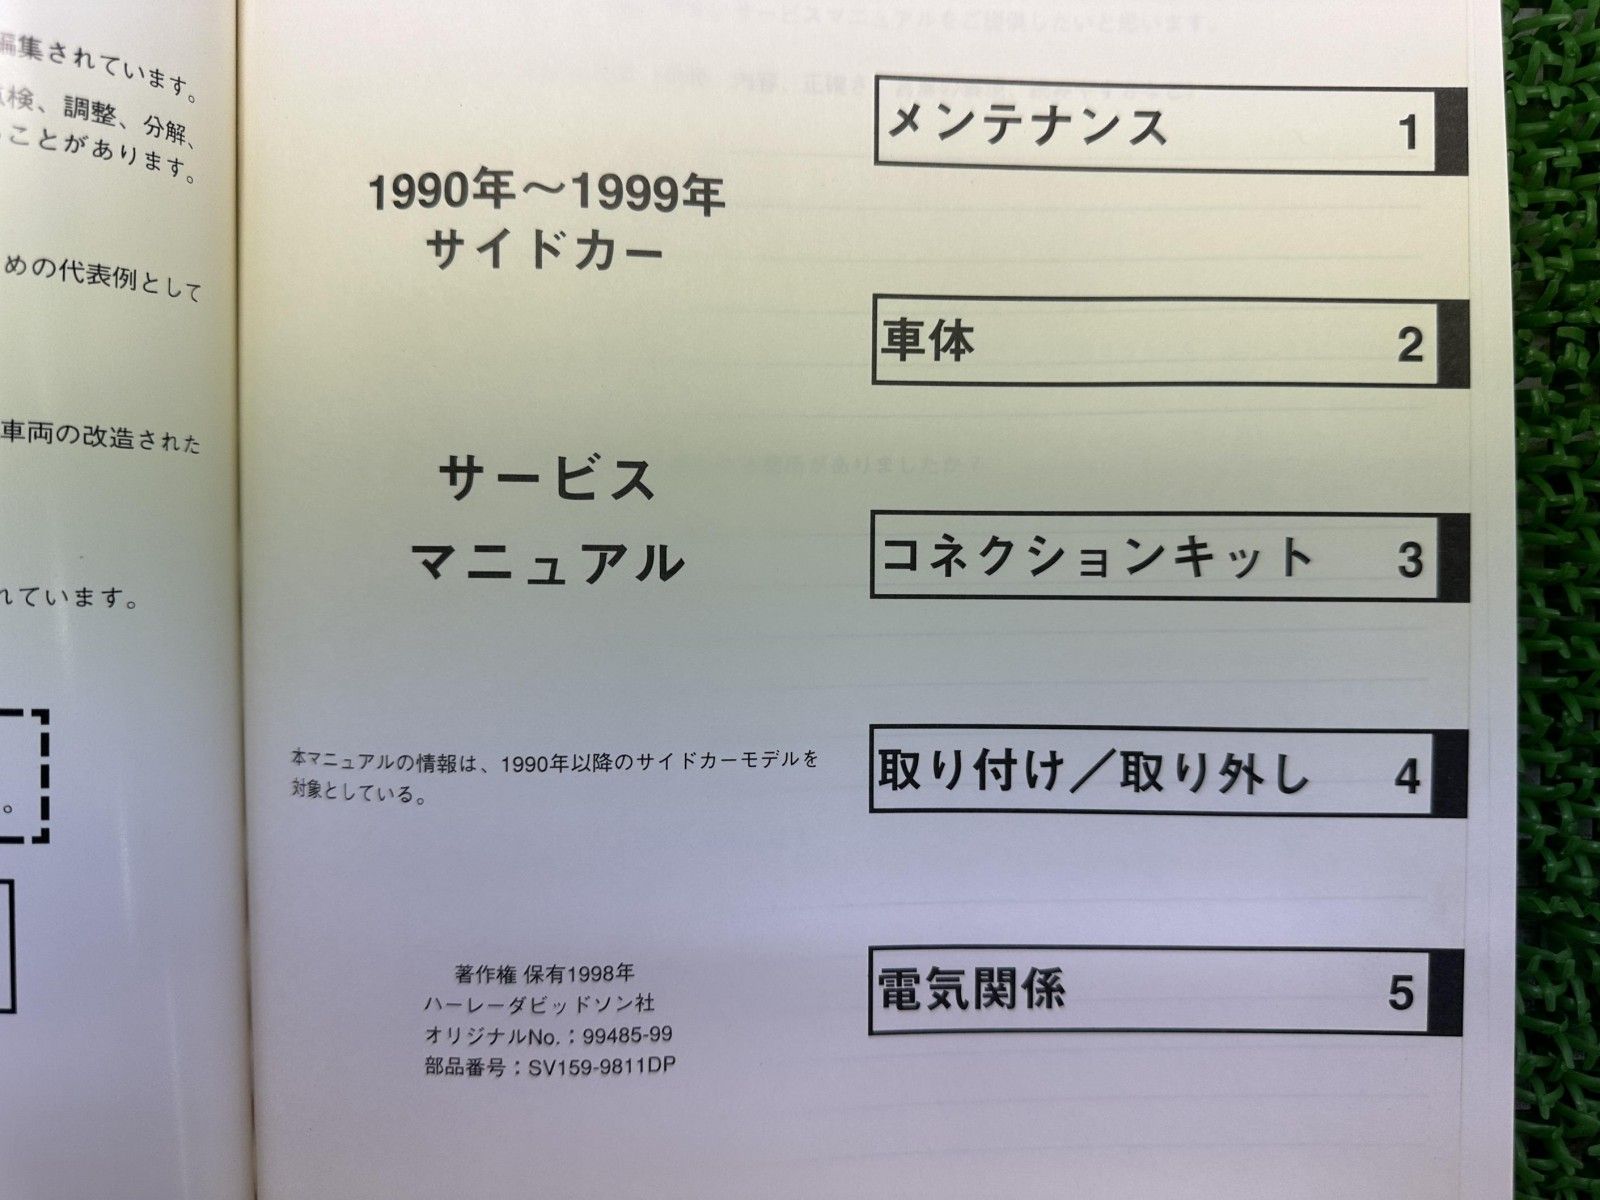 編集されています。
点検、調整、分解、
ことがあります。
めの代表例として
車両の改造された
れています。
。
1990年〜1999年
サイドカー
サービス
マニュアル
本マニュアルの情報は、1990年以降のサイドカーモデルを
対象としている。
著作権 保有1998年
ハーレーダビッドソン社
オリジナルNo.：99485-99
部品番号：SV159-9811DP
メンテナンス 1
車体 2
コネクションキット 3
取り付け／取り外し 4
電気関係 5